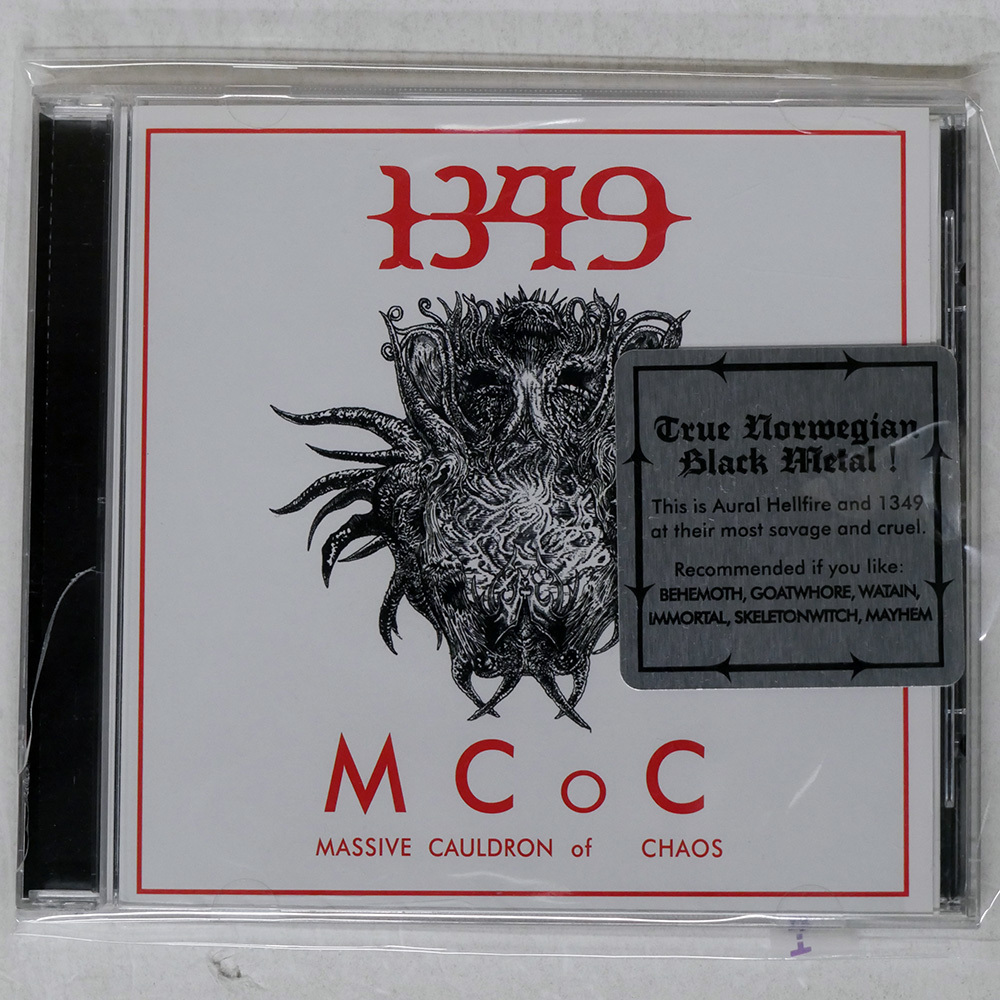 1349
True Norwegian
Black Metal !
This is Aural Hellfire and 1349
at their most savage and cruel.
Recommended if you like:
BEHEMOTH, GOATWHORE, WATAIN,
IMMORTAL, SKELETONWITCH, MAYHEM
M C o C
MASSIVE CAULDRON of CHAOS